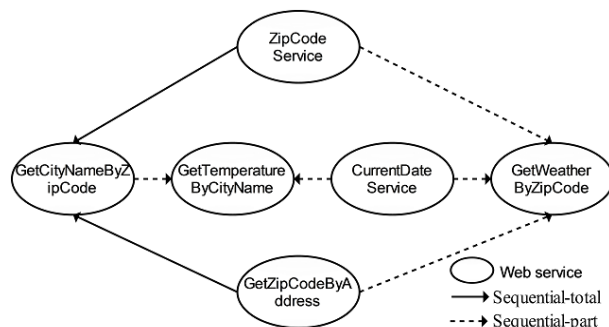 ZipCode
Service
GetCityNameByZ
ipCode
GetTemperature
ByCityName
CurrentDate
Service
GetWeather
ByZipCode
GetZipCodeByA
ddress
Web service
Sequential-total
Sequential-part